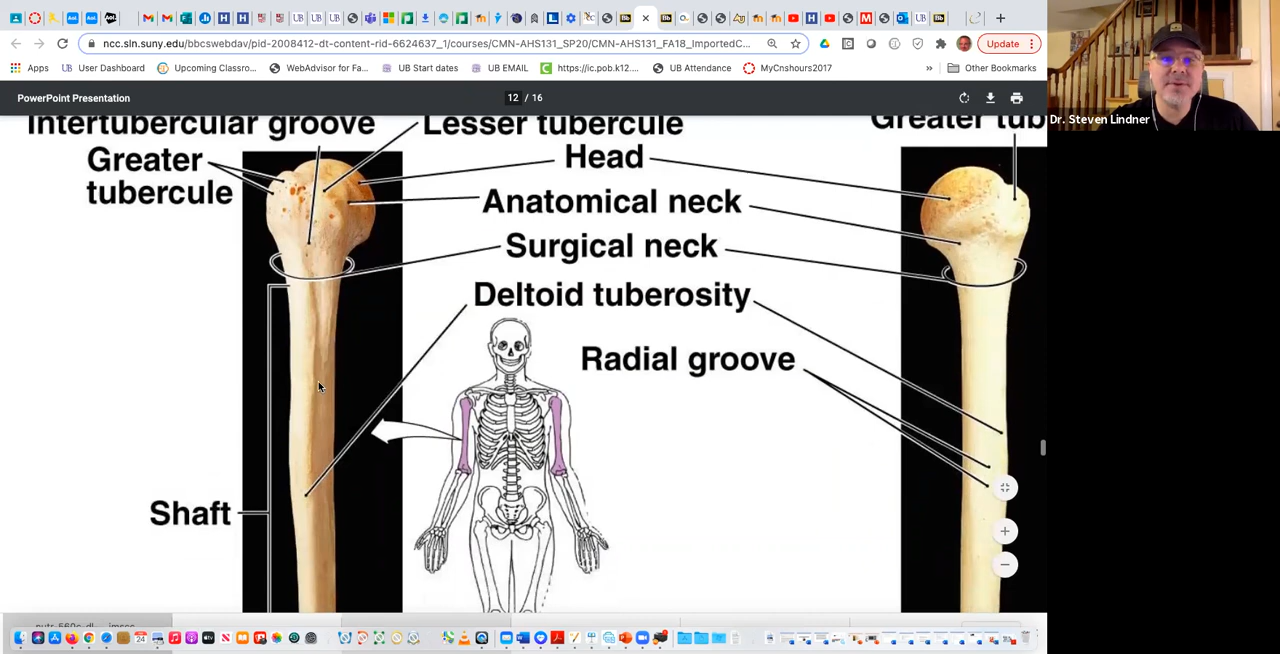 ncc.sln.suny.edu/bbcswebdav/pid-2008412-dt-content-rid-6624637_1/courses/CMN-AHS131_SP20/CMN-AHS131_FA18_ImportedC...
Update
Apps
User Dashboard
Upcoming Classro...
WebAdvisor for Fa...
UB Start dates
UB EMAIL
https://ic.pob.k12....
UB Attendance
MyCnshours2017
»
Other Bookmarks
PowerPoint Presentation
12 / 16
Dr. Steven Lindner
Intertubercular groove
Lesser tubercule
Greater tub
Greater
tubercule
Head
Anatomical neck
Surgical neck
Deltoid tuberosity
Radial groove
Shaft